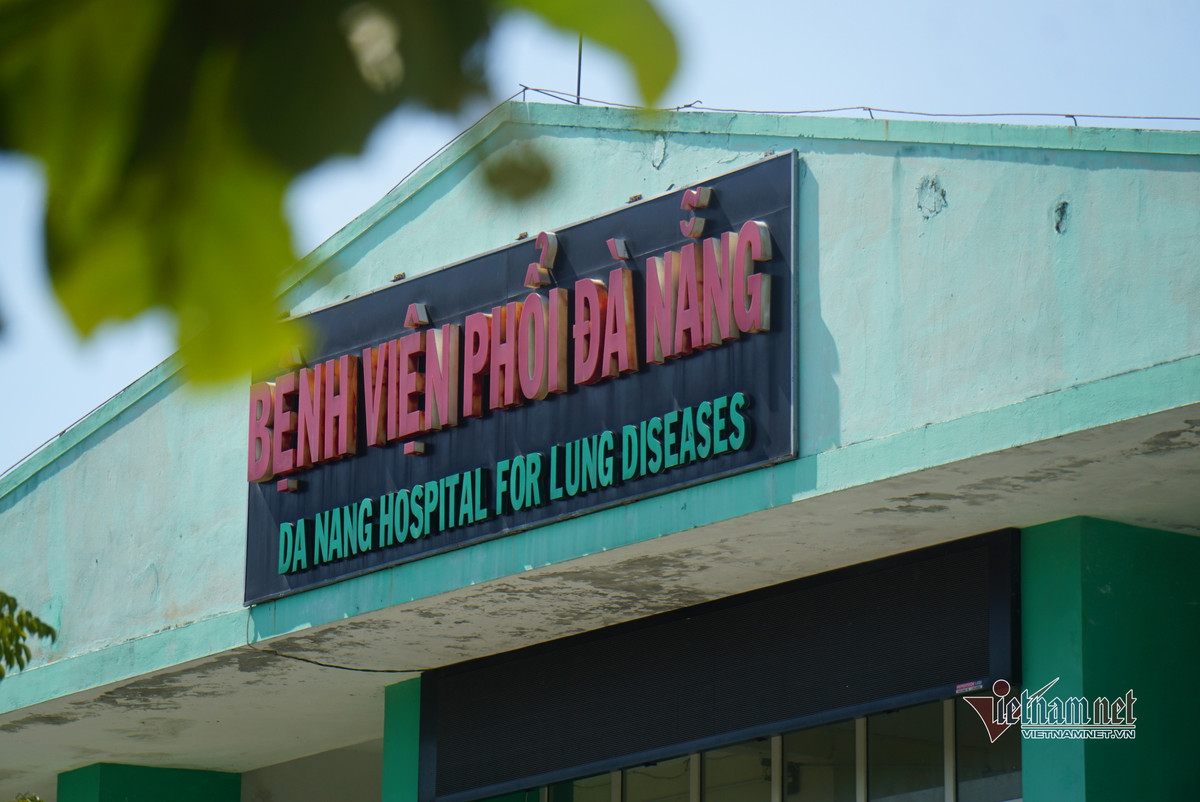 BỆNH VIỆN PHỔI ĐÀ NẴNG
DA NANG HOSPITAL FOR LUNG DISEASES
Vietnamnet
VIETNAMNET.VN